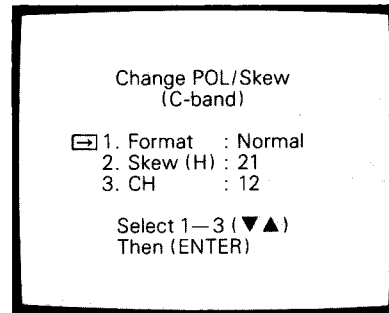 Change POL/Skew
(C-band)
→ 1. Format : Normal
2. Skew (H) : 21
3. CH : 12
Select 1—3 (▼▲)
Then (ENTER)